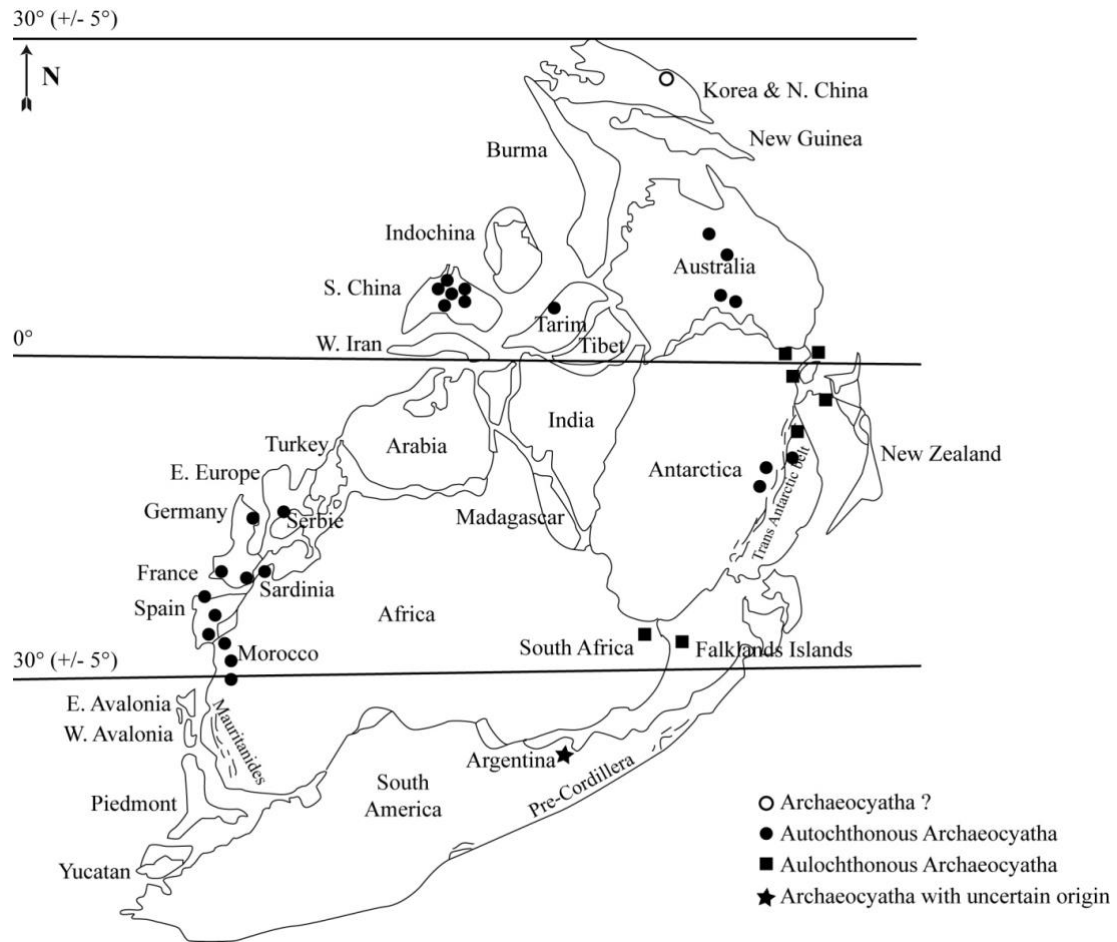 30° (+/- 5°)
N
Korea & N. China
New Guinea
Burma
Indochina
Australia
S. China
Tarim
0°
W. Iran
Tibet
India
Turkey
Arabia
E. Europe
Antarctica
New Zealand
Germany
Serbie
Madagascar
Trans Antarctic belt
France
Sardinia
Spain
Africa
South Africa
Falklands Islands
Morocco
30° (+/- 5°)
E. Avalonia
W. Avalonia
Mauritanides
Argentina
Piedmont
South
America
Pre-Cordillera
Yucatan
Archaeocyatha ?
Autochthonous Archaeocyatha
Aulochthonous Archaeocyatha
Archaeocyatha with uncertain origin